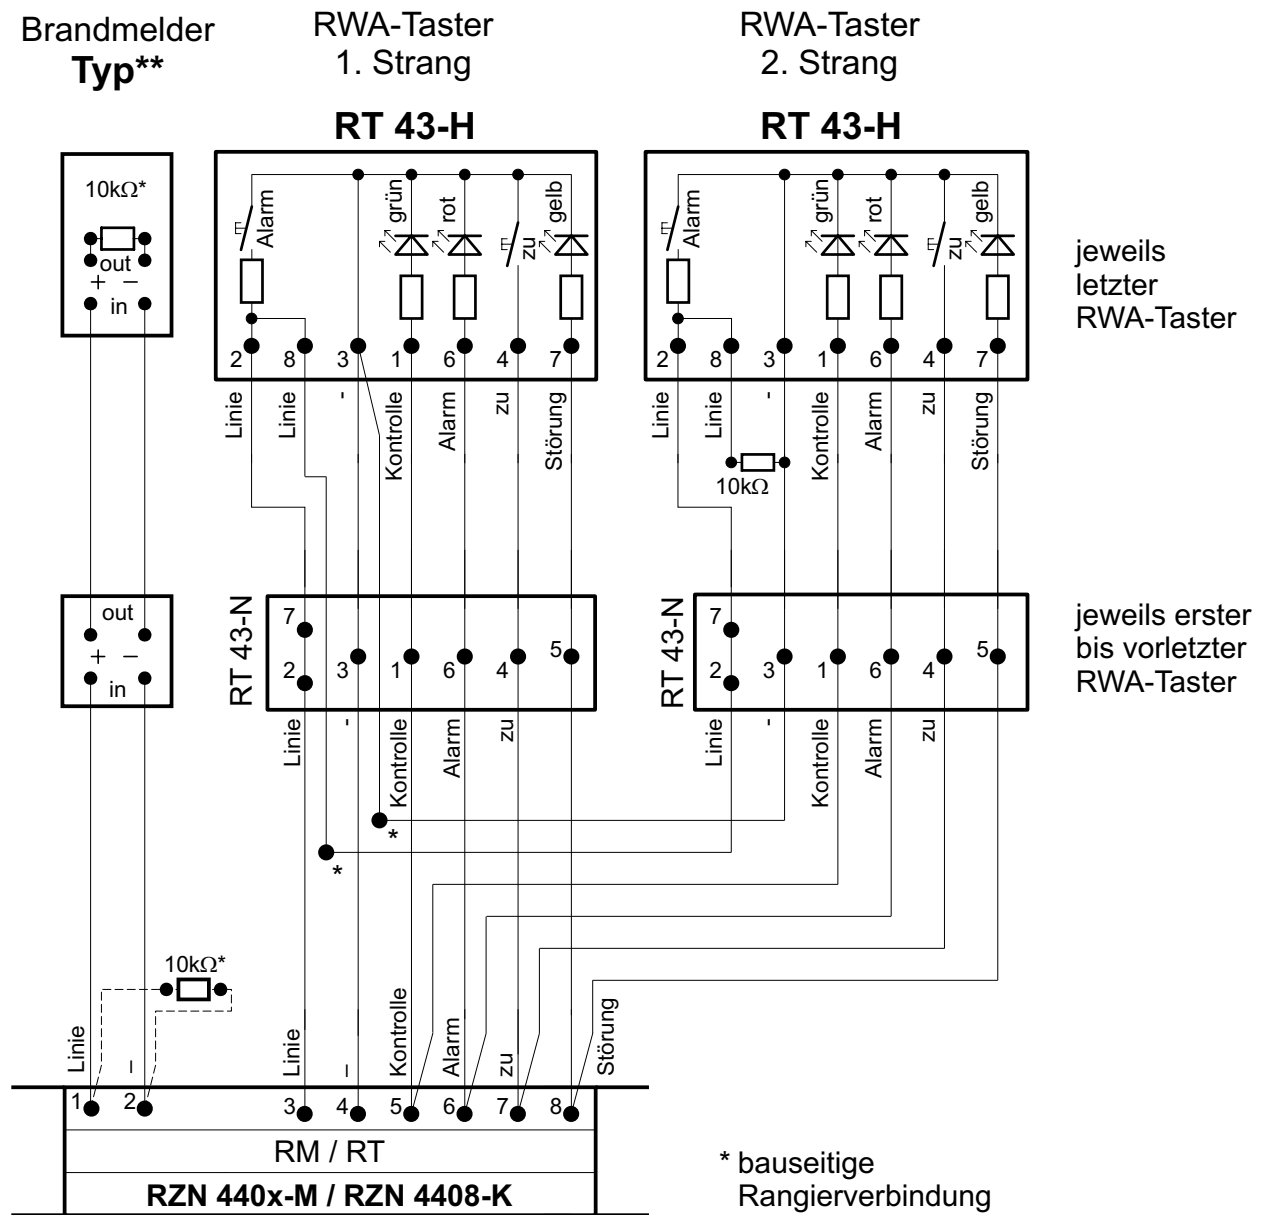 Brandmelder
Typ**
RWA-Taster
1. Strang
RT 43-H
RWA-Taster
2. Strang
RT 43-H
10kΩ*
out
+ −
in
Alarm
grün
rot
zu
gelb
2 8 3 1 6 4 7
Linie
Linie
-
Kontrolle
Alarm
zu
Störung
Alarm
grün
rot
zu
gelb
2 8 3 1 6 4 7
Linie
Linie
-
Kontrolle
Alarm
zu
Störung
10kΩ
jeweils
letzter
RWA-Taster
out
+ −
in
RT 43-N
7
2 3 1 6 4 5
Linie
-
Kontrolle
Alarm
zu
RT 43-N
7
2 3 1 6 4 5
Linie
-
Kontrolle
Alarm
zu
jeweils erster
bis vorletzter
RWA-Taster
*
*
10kΩ*
Linie
−
Linie
−
Kontrolle
Alarm
zu
Störung
1 2 3 4 5 6 7 8
RM / RT
RZN 440x-M / RZN 4408-K
* bauseitige
Rangierverbindung